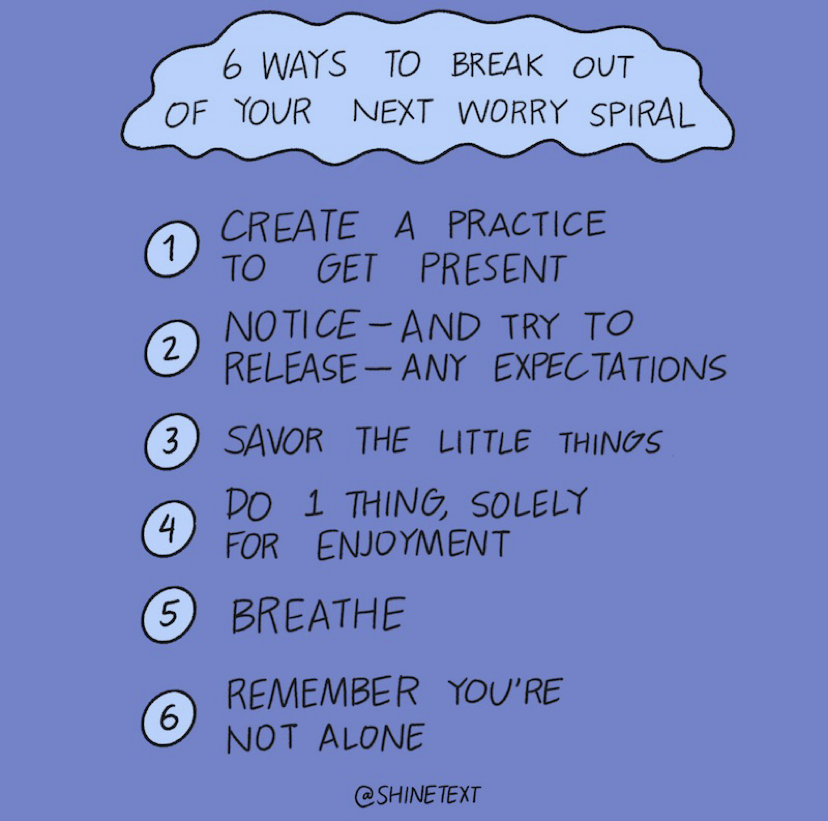 6 WAYS TO BREAK OUT
OF YOUR NEXT WORRY SPIRAL
1 CREATE A PRACTICE
TO GET PRESENT
2 NOTICE—AND TRY TO
RELEASE—ANY EXPECTATIONS
3 SAVOR THE LITTLE THINGS
4 DO 1 THING, SOLELY
FOR ENJOYMENT
5 BREATHE
6 REMEMBER YOU'RE
NOT ALONE
@SHINETEXT